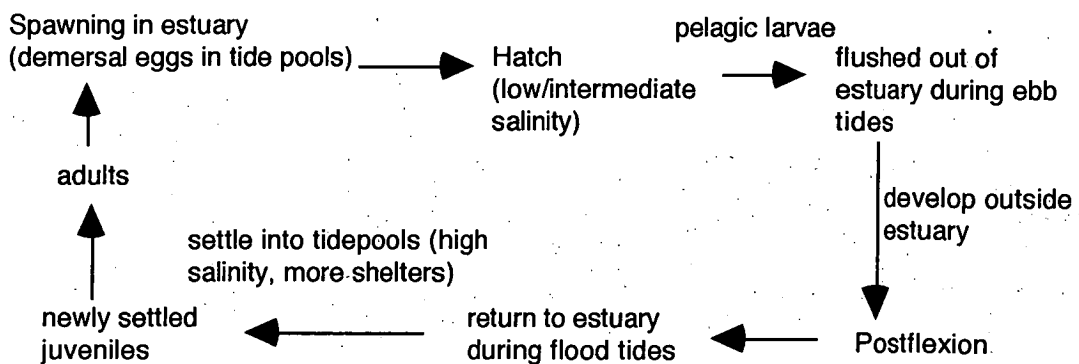 Spawning in estuary
(demersal eggs in tide pools)
Hatch
(low/intermediate
salinity)
pelagic larvae
flushed out of
estuary during ebb
tides
develop outside
estuary
Postflexion
return to estuary
during flood tides
settle into tidepools (high
salinity, more shelters)
newly settled
juveniles
adults